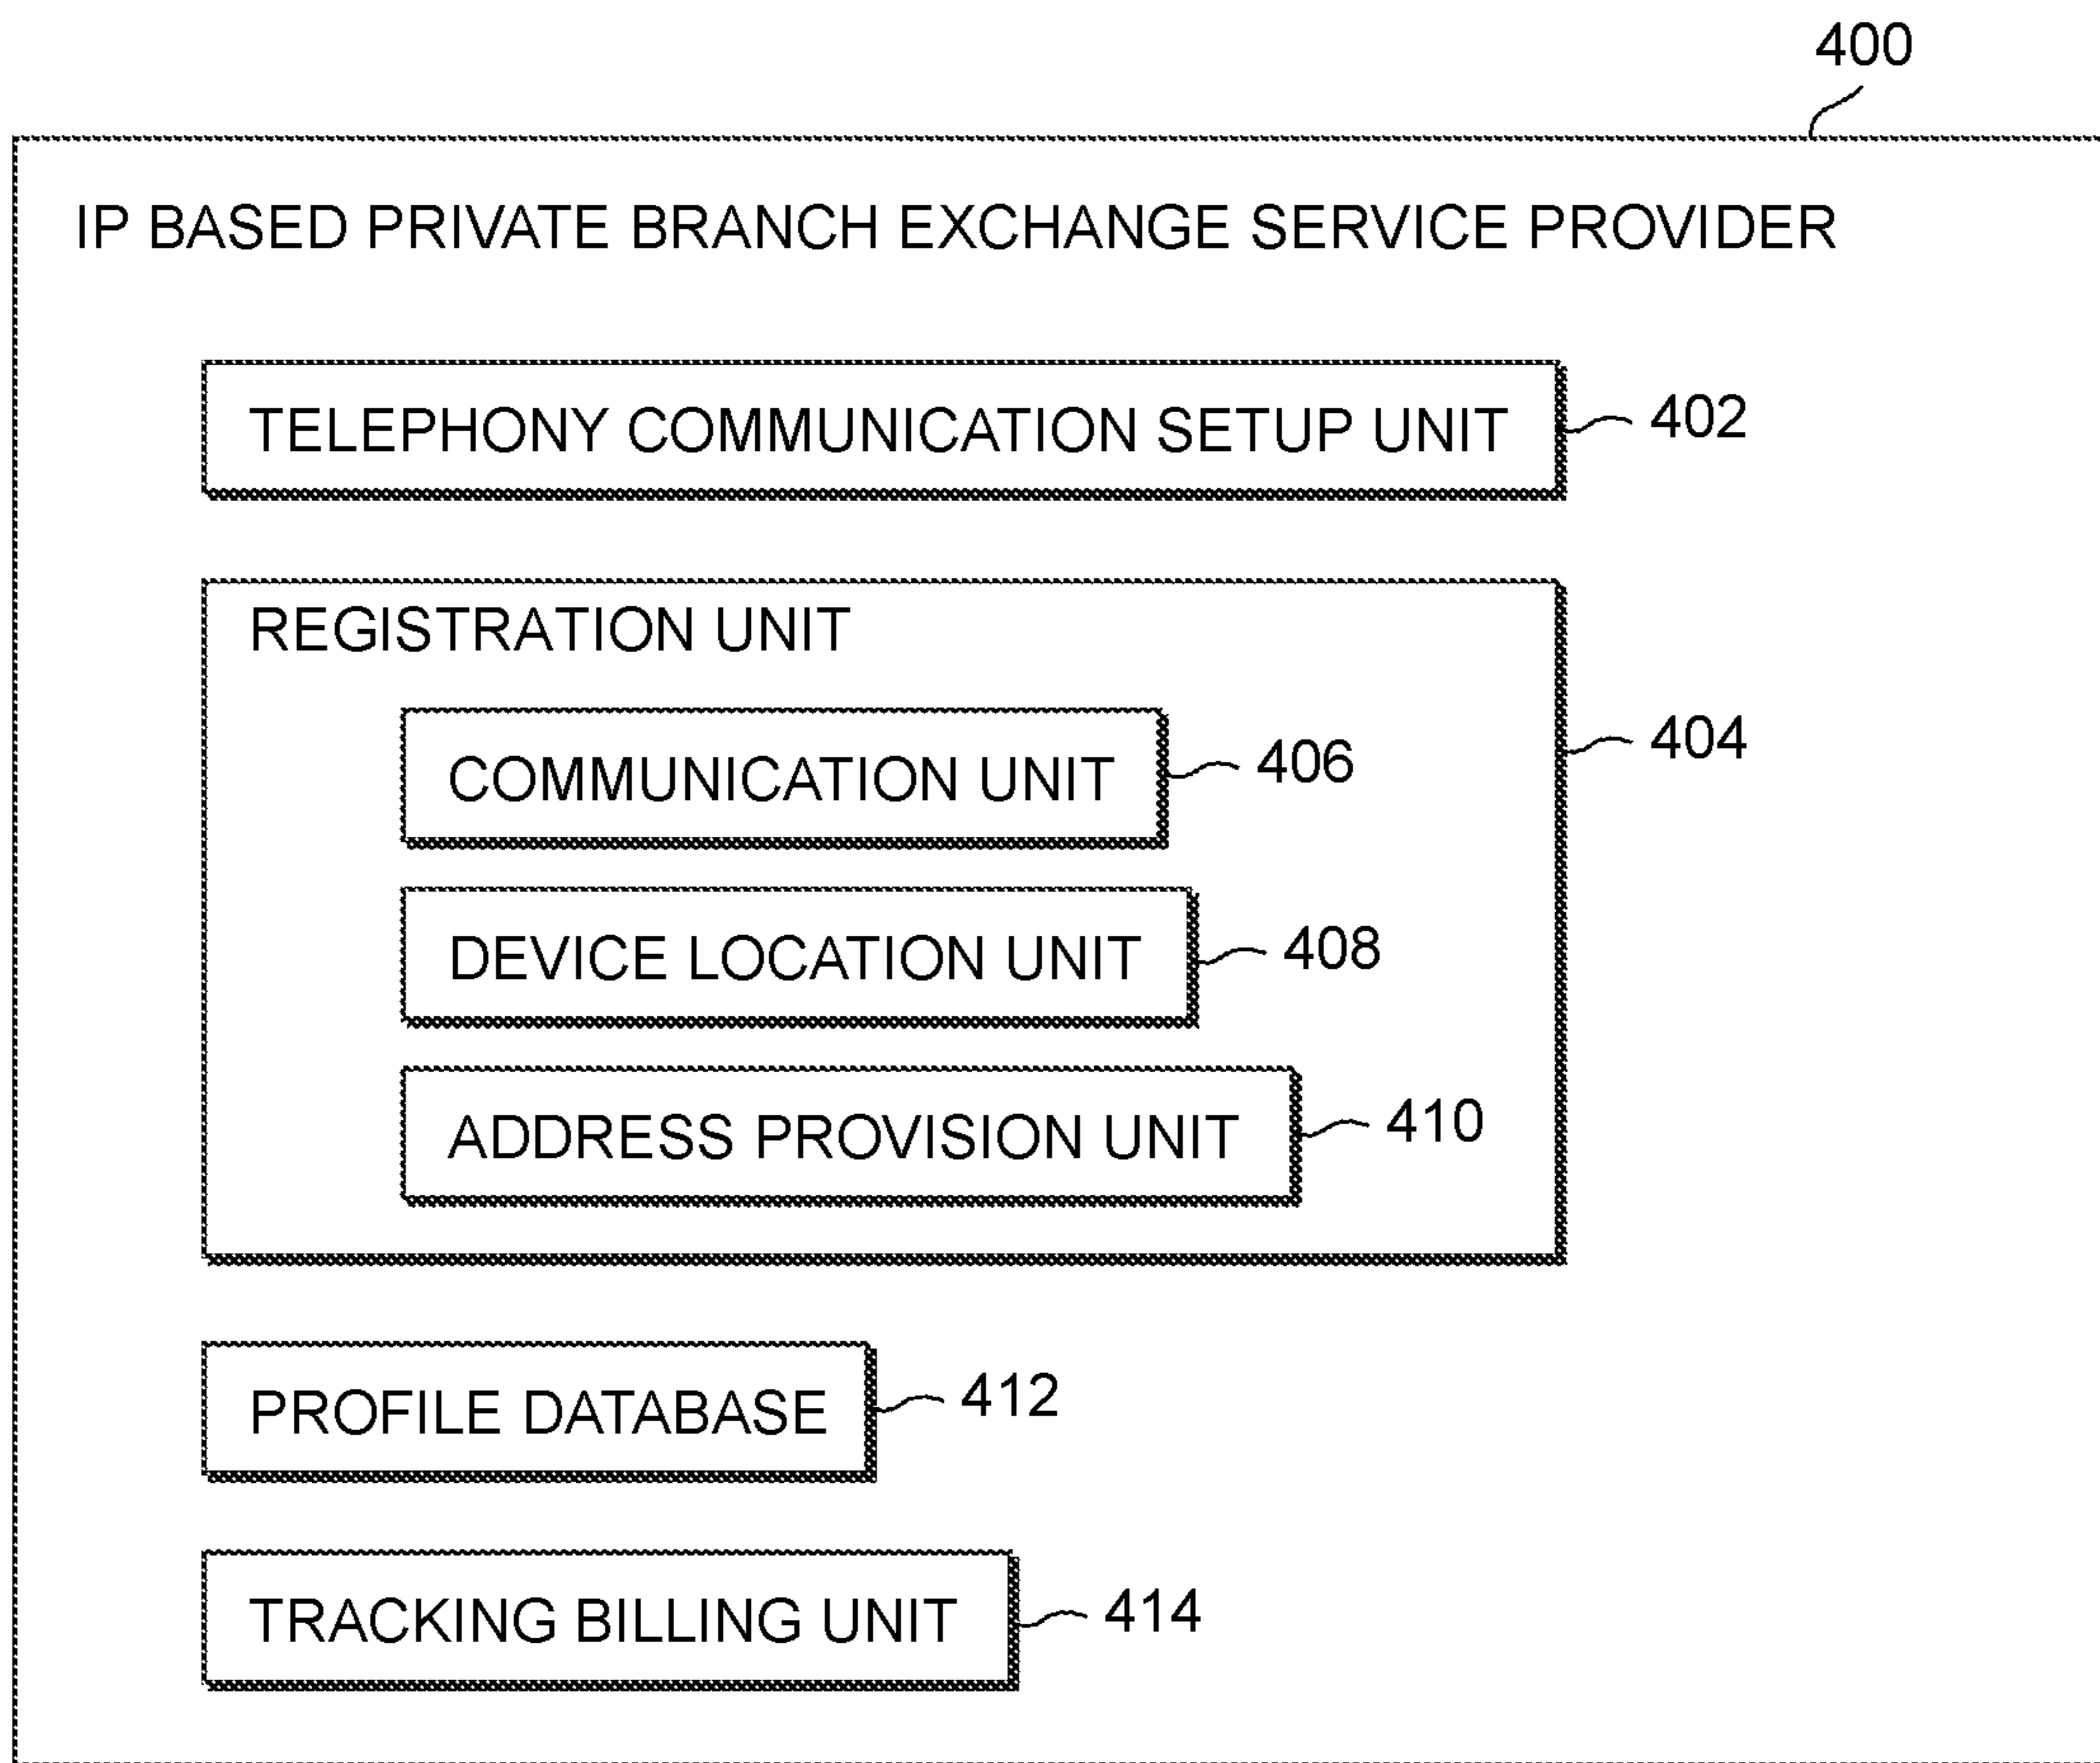 400
IP BASED PRIVATE BRANCH EXCHANGE SERVICE PROVIDER
TELEPHONY COMMUNICATION SETUP UNIT
402
REGISTRATION UNIT
404
COMMUNICATION UNIT
406
DEVICE LOCATION UNIT
408
ADDRESS PROVISION UNIT
410
PROFILE DATABASE
412
TRACKING BILLING UNIT
414